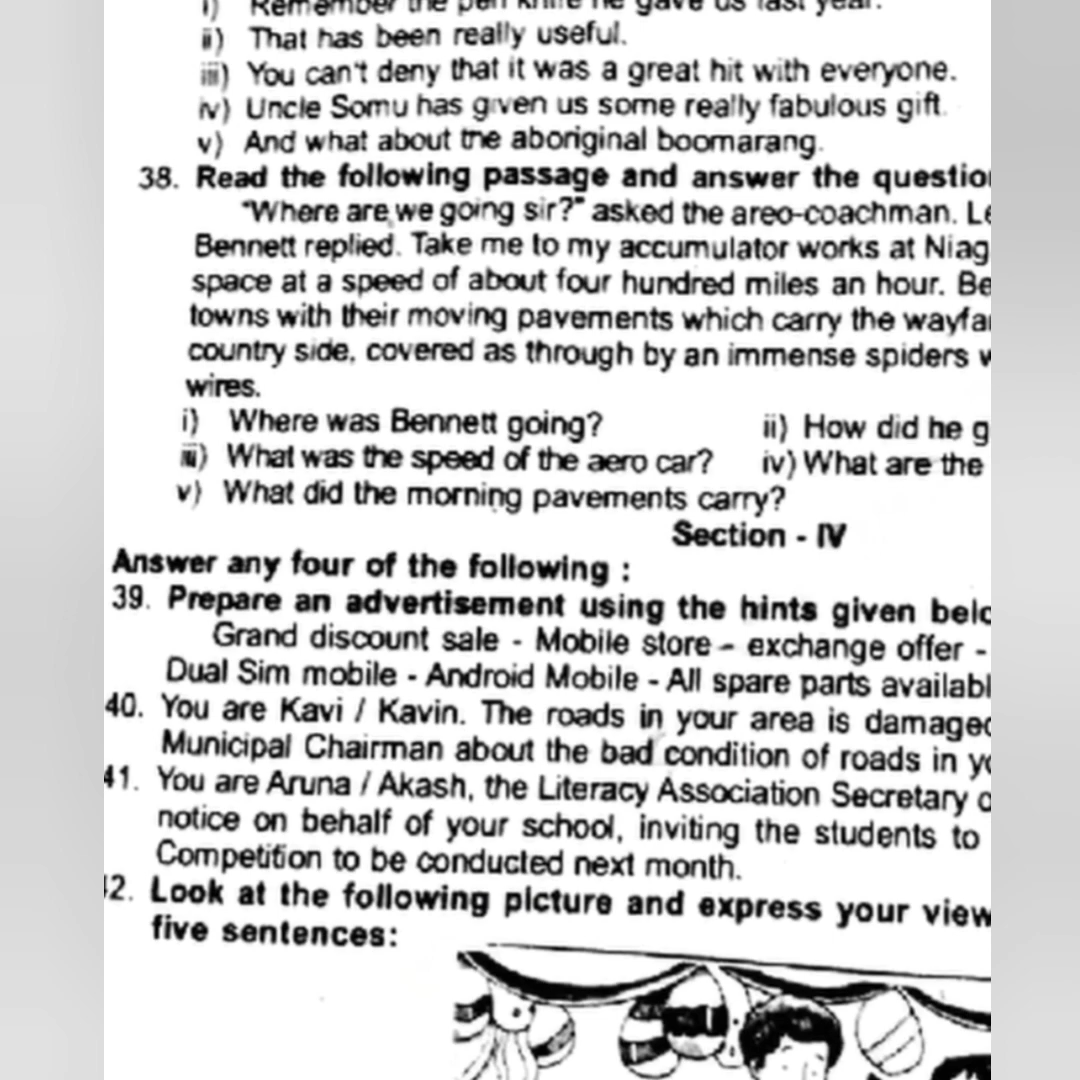 i) Remember the pen knife he gave us last year.
ii) That has been really useful.
iii) You can't deny that it was a great hit with everyone.
iv) Uncle Somu has given us some really fabulous gift.
v) And what about the aboriginal boomarang.
38. Read the following passage and answer the questio
"Where are we going sir?" asked the areo-coachman. Le
Bennett replied. Take me to my accumulator works at Niag
space at a speed of about four hundred miles an hour. Be
towns with their moving pavements which carry the wayfa
country side, covered as through by an immense spiders w
wires.
i) Where was Bennett going? ii) How did he g
iii) What was the speed of the aero car? iv) What are the
v) What did the morning pavements carry?
Section - IV
Answer any four of the following :
39. Prepare an advertisement using the hints given belo
Grand discount sale - Mobile store - exchange offer -
Dual Sim mobile - Android Mobile - All spare parts availabl
40. You are Kavi / Kavin. The roads in your area is damaged
Municipal Chairman about the bad condition of roads in yo
41. You are Aruna / Akash, the Literacy Association Secretary o
notice on behalf of your school, inviting the students to
Competition to be conducted next month.
42. Look at the following picture and express your view
five sentences: